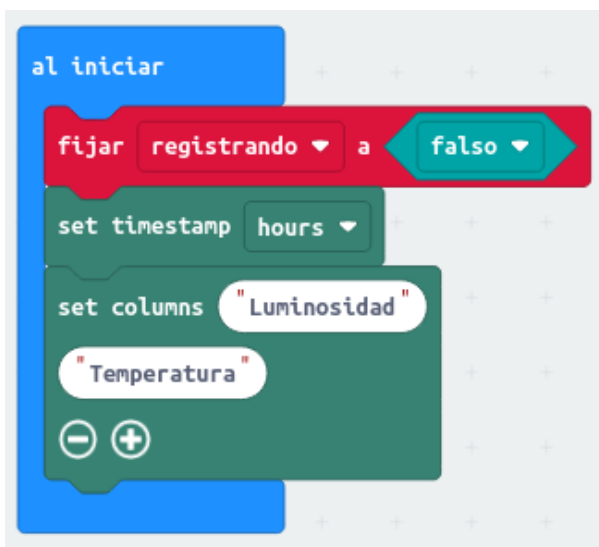 al iniciar
fijar registrando a falso
set timestamp hours
set columns "Luminosidad"
"Temperatura"